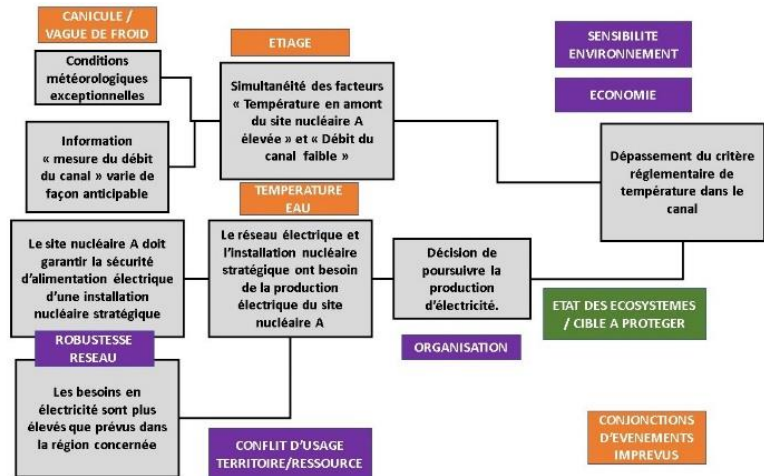 CANICULE /
VAGUE DE FROID
Conditions
météorologiques
exceptionnelles
Information
« mesure du débit
du canal » varie de
façon anticipable
ETIAGE
Simultanéité des facteurs
« Température en amont
du site nucléaire A
élevée » et « Débit du
canal faible »
SENSIBILITE
ENVIRONNEMENT
ECONOMIE
Dépassement du critère
réglementaire de
température dans le
canal
Le site nucléaire A doit
garantir la sécurité
d'alimentation électrique
d'une installation
nucléaire stratégique
TEMPERATURE
EAU
Le réseau électrique et
l'installation nucléaire
stratégique ont besoin
de la production
électrique du site
nucléaire A
Décision de
poursuivre la
production
d'électricité.
ORGANISATION
ETAT DES ECOSYSTEMES
/ CIBLE A PROTEGER
ROBUSTESSE
RESEAU
Les besoins en
électricité sont plus
élevés que prévus dans
la région concernée
CONFLIT D'USAGE
TERRITOIRE/RESSOURCE
CONJONCTIONS
D'EVENEMENTS
IMPREVUS